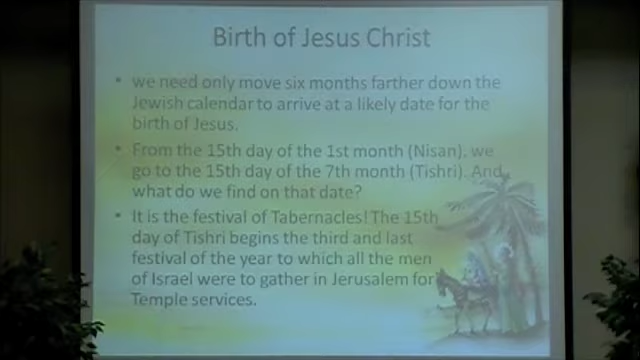 Birth of Jesus Christ
• we need only move six months farther down the
Jewish calendar to arrive at a likely date for the
birth of Jesus.
• From the 15th day of the 1st month (Nisan), we
go to the 15th day of the 7th month (Tishri). And
what do we find on that date?
• It is the festival of Tabernacles! The 15th
day of Tishri begins the third and last
festival of the year to which all the men
of Israel were to gather in Jerusalem for
Temple services.